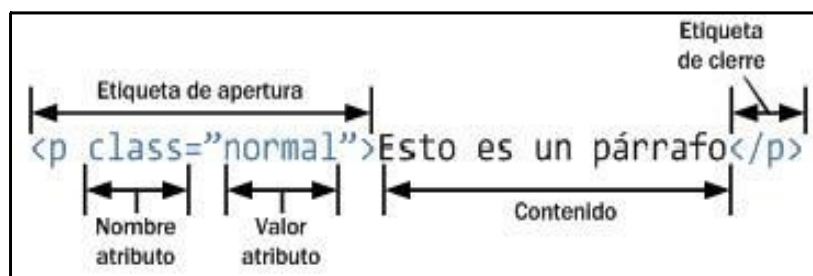 Etiqueta
de cierre
Etiqueta de apertura
<p class=”normal”>Esto es un párrafo</p>
Nombre
atributo
Valor
atributo
Contenido